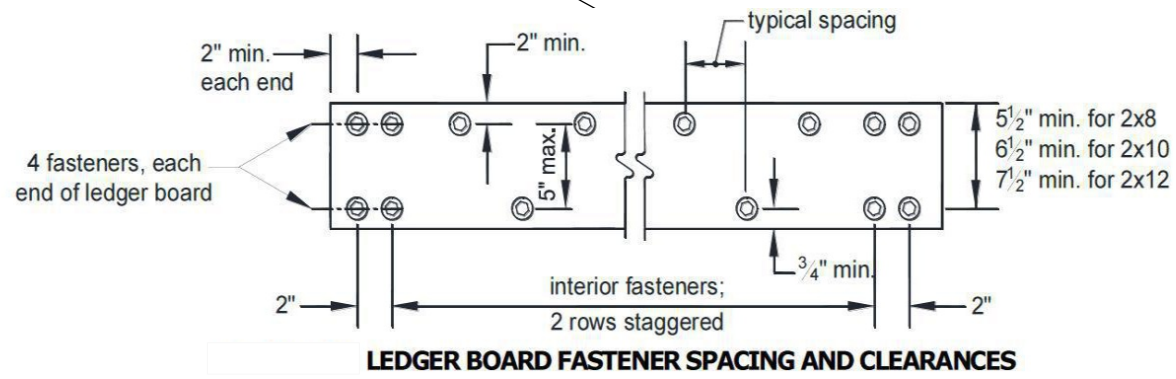 typical spacing
2" min.
2" min.
each end
5" max.
5½" min. for 2x8
6½" min. for 2x10
7½" min. for 2x12
4 fasteners, each
end of ledger board
¾" min.
2"
interior fasteners;
2 rows staggered
2"
LEDGER BOARD FASTENER SPACING AND CLEARANCES